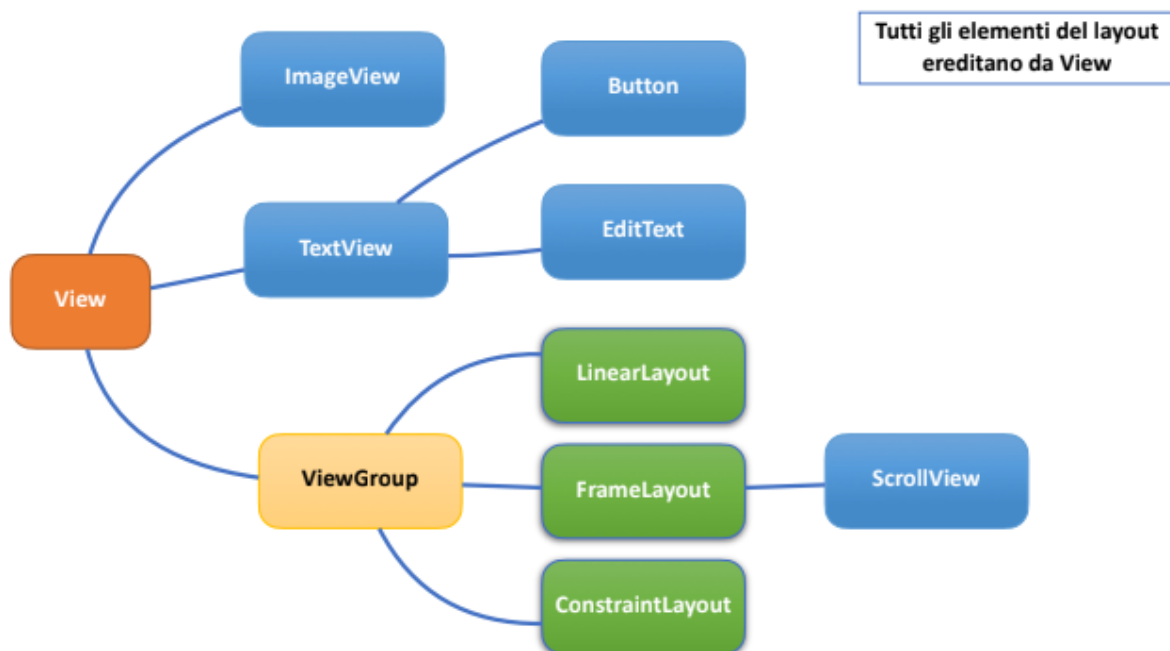 Tutti gli elementi del layout
ereditano da View
ImageView
Button
TextView
EditText
View
LinearLayout
ViewGroup
FrameLayout
ScrollView
ConstraintLayout